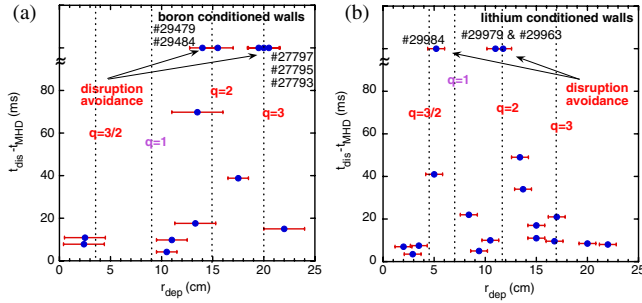 (a)
boron conditioned walls
#29479
#29484
#27797
#27795
#27793
disruption
avoidance
q=2
q=3/2
q=1
q=3
80
60
40
20
0
t_dis-t_MHD (ms)
0 5 10 15 20 25
r_dep (cm)
(b)
lithium conditioned walls
#29984
#29979 & #29963
q=1
disruption
avoidance
q=3/2
q=2
q=3
80
60
40
20
0
t_dis-t_MHD (ms)
0 5 10 15 20 25
r_dep (cm)